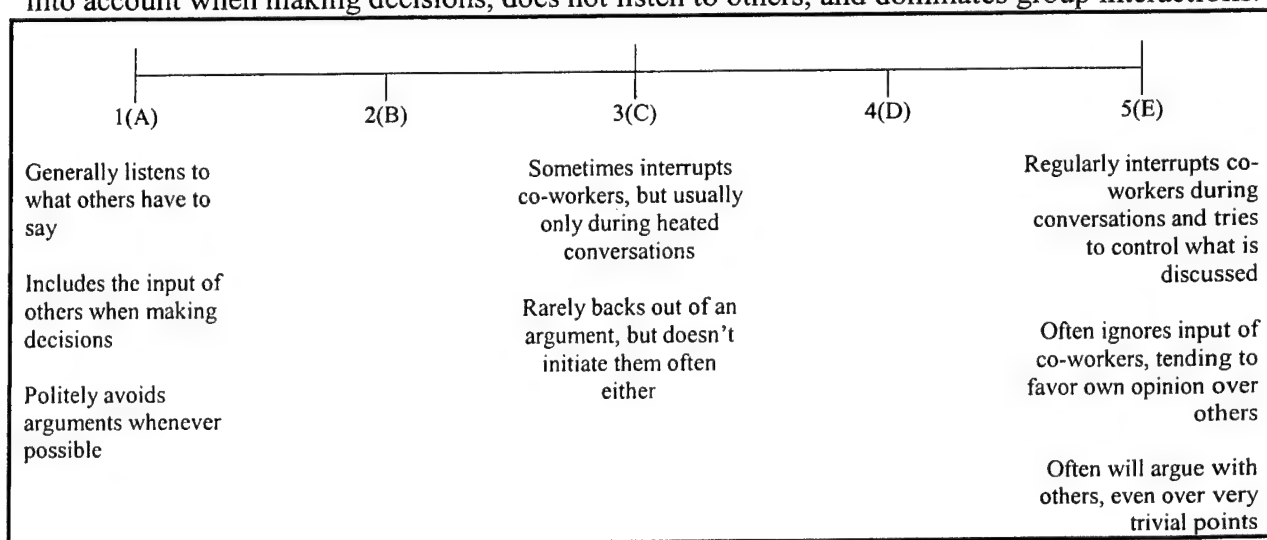 into account when making decisions, does not listen to others, and dominates group interactions.
1(A) 2(B) 3(C) 4(D) 5(E)
Generally listens to
what others have to
say
Includes the input of
others when making
decisions
Politely avoids
arguments whenever
possible
Sometimes interrupts
co-workers, but usually
only during heated
conversations
Rarely backs out of an
argument, but doesn't
initiate them often
either
Regularly interrupts co-
workers during
conversations and tries
to control what is
discussed
Often ignores input of
co-workers, tending to
favor own opinion over
others
Often will argue with
others, even over very
trivial points